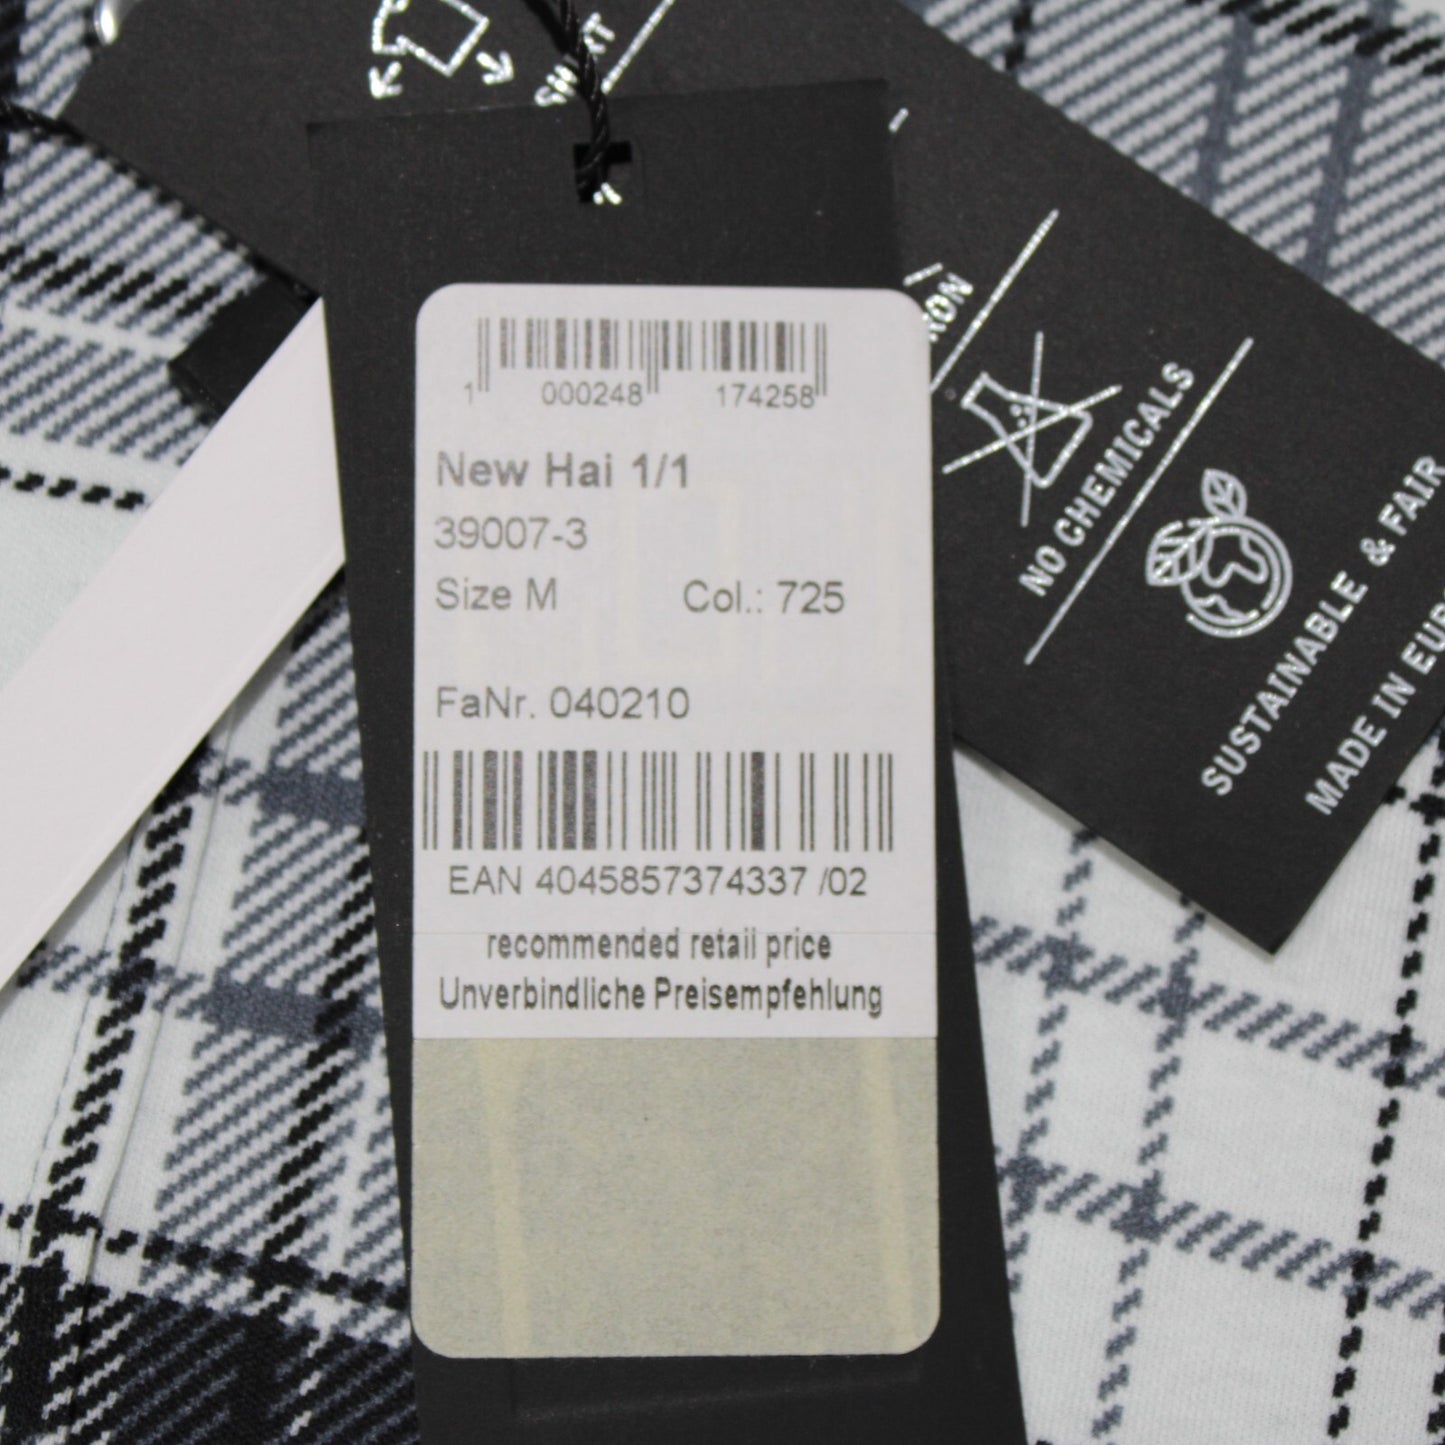 1 000248 174258
New Hai 1/1
39007-3
Size M Col.: 725
FaNr. 040210
EAN 4045857374337 /02
recommended retail price
Unverbindliche Preisempfehlung
NO CHEMICALS
SUSTAINABLE & FAIR
MADE IN